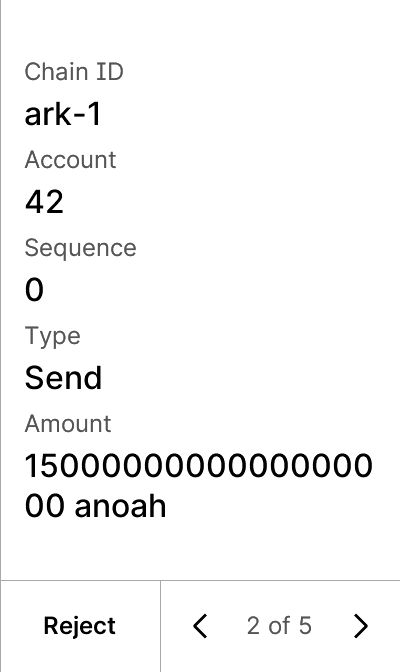 Chain ID
ark-1
Account
42
Sequence
0
Type
Send
Amount
15000000000000000
00 anoah
Reject
2 of 5